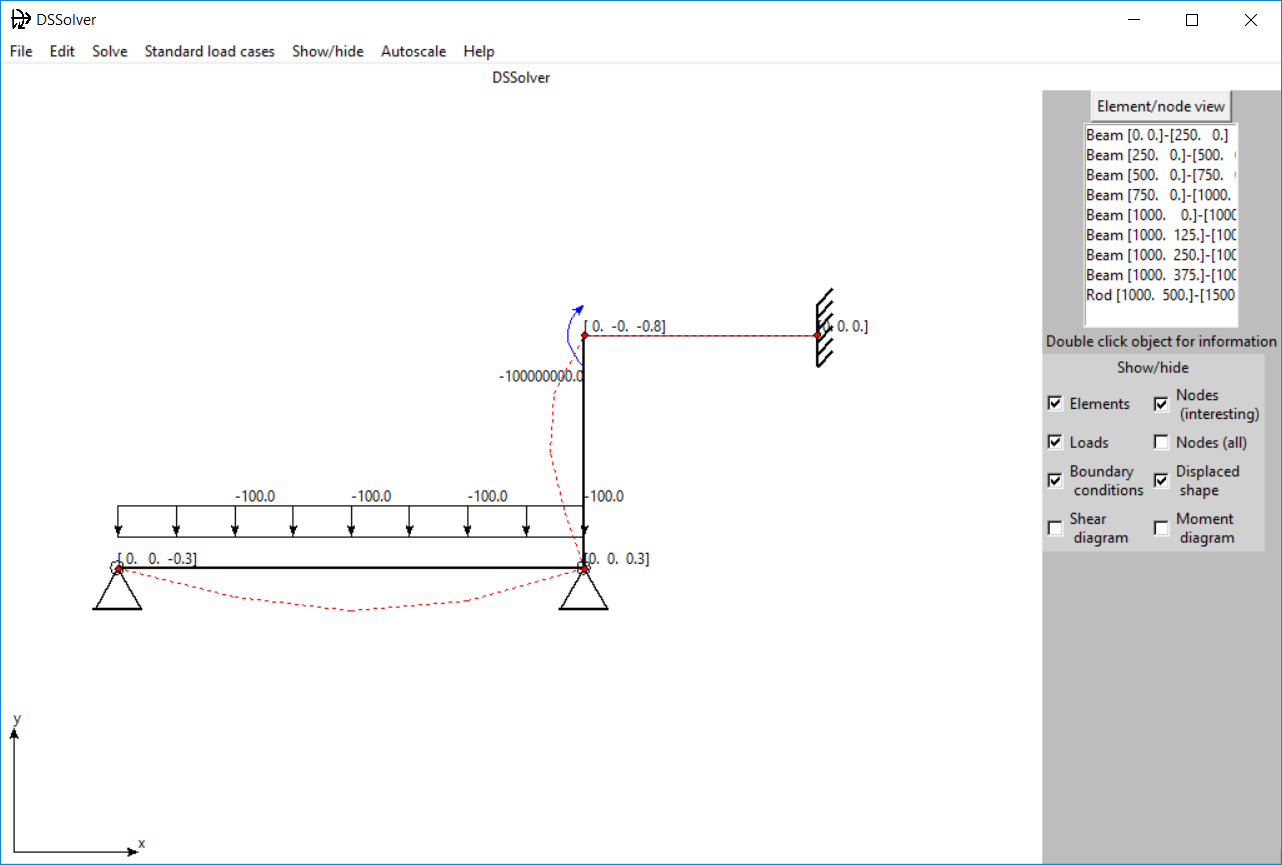 DSSolver
File Edit Solve Standard load cases Show/hide Autoscale Help
DSSolver
Element/node view
Beam [0. 0.]-[250. 0.]
Beam [250. 0.]-[500.
Beam [500. 0.]-[750.
Beam [750. 0.]-[1000.
Beam [1000. 0.]-[1000
Beam [1000. 125.]-[100
Beam [1000. 250.]-[100
Beam [1000. 375.]-[100
Rod [1000. 500.]-[1500
Double click object for information
Show/hide
Elements
Nodes
(interesting)
Loads
Nodes (all)
Boundary
conditions
Displaced
shape
Shear
diagram
Moment
diagram
[ 0. -0. -0.8]
[0. 0. 0.]
-100000000.0
-100.0 -100.0 -100.0 -100.0
[ 0. 0. -0.3]
[0. 0. 0.3]
y
x